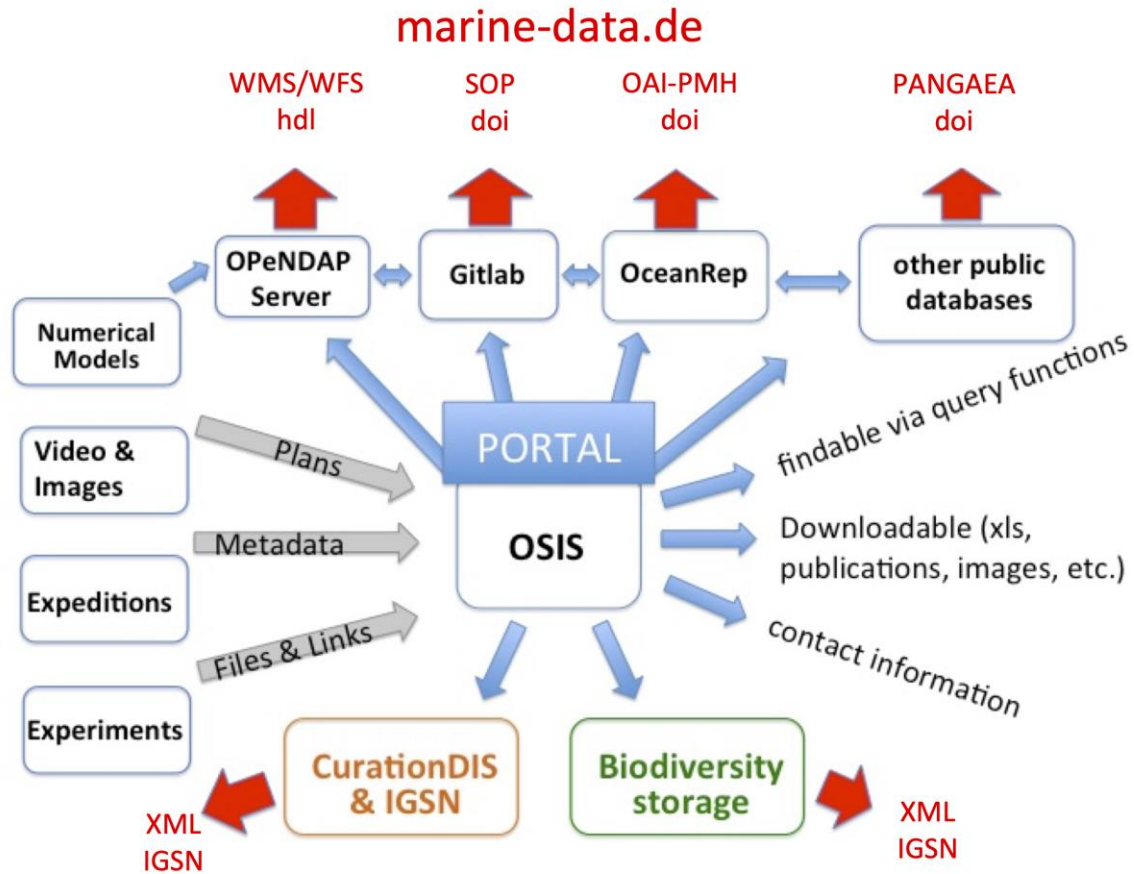 marine-data.de
WMS/WFS
hdl
SOP
doi
OAI-PMH
doi
PANGAEA
doi
OPeNDAP
Server
Gitlab
OceanRep
other public
databases
Numerical
Models
Video &
Images
Expeditions
Experiments
Plans
Metadata
Files & Links
PORTAL
OSIS
findable via query functions
Downloadable (xls,
publications, images, etc.)
contact information
CurationDIS
& IGSN
Biodiversity
storage
XML
IGSN
XML
IGSN